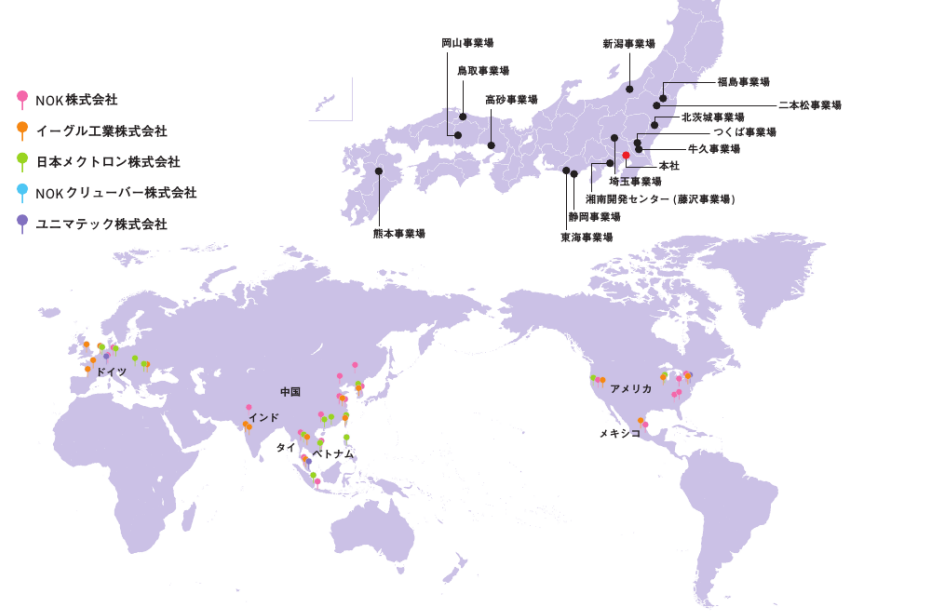 NOK株式会社
イーグル工業株式会社
日本メクトロン株式会社
NOKクリューバー株式会社
ユニマテック株式会社
岡山事業場
鳥取事業場
高砂事業場
新潟事業場
福島事業場
二本松事業場
北茨城事業場
つくば事業場
牛久事業場
本社
埼玉事業場
湘南開発センター (藤沢事業場)
静岡事業場
東海事業場
熊本事業場
ドイツ
中国
インド
タイ
ベトナム
アメリカ
メキシコ